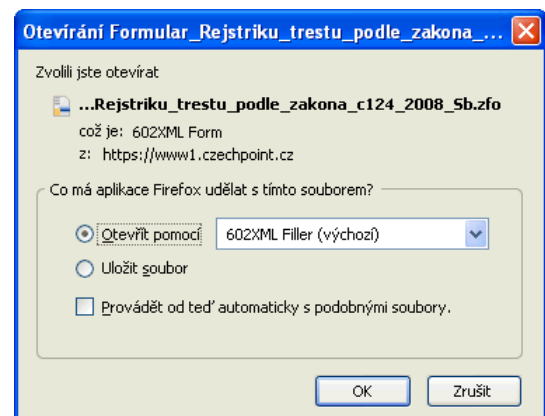 Otevírání Formular_Rejstriku_trestu_podle_zakona_...
Zvolili jste otevírat
...Rejstriku_trestu_podle_zakona_c124_2008_Sb.zfo
což je: 602XML Form
z: https://www1.czechpoint.cz
Co má aplikace Firefox udělat s tímto souborem?
Otevřít pomocí 602XML Filler (výchozí)
Uložit soubor
Provádět od teď automaticky s podobnými soubory.
OK Zrušit